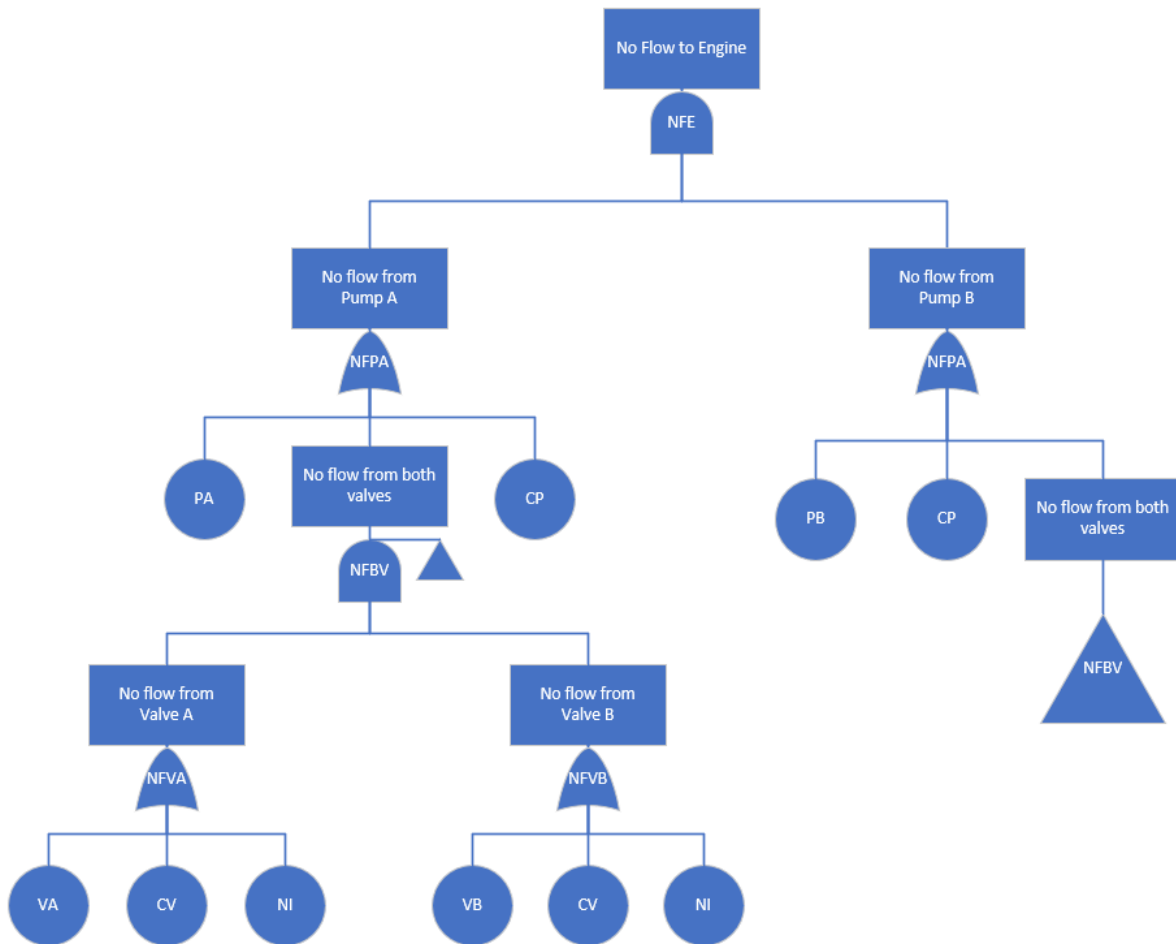 No Flow to Engine
NFE
No flow from
Pump A
No flow from
Pump B
NFPA
NFPA
PA
No flow from both
valves
CP
PB
CP
No flow from both
valves
NFBV
NFBV
No flow from
Valve A
No flow from
Valve B
NFVA
NFVB
VA
CV
NI
VB
CV
NI